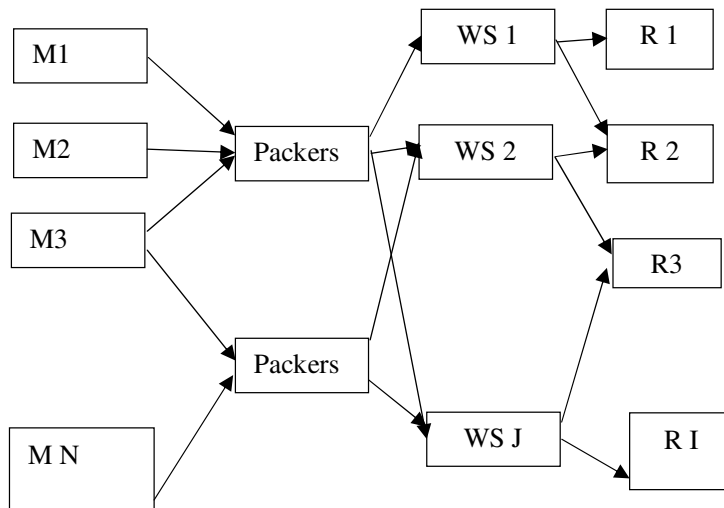 M1
M2
M3
M N
Packers
Packers
WS 1
WS 2
WS J
R 1
R 2
R3
R I